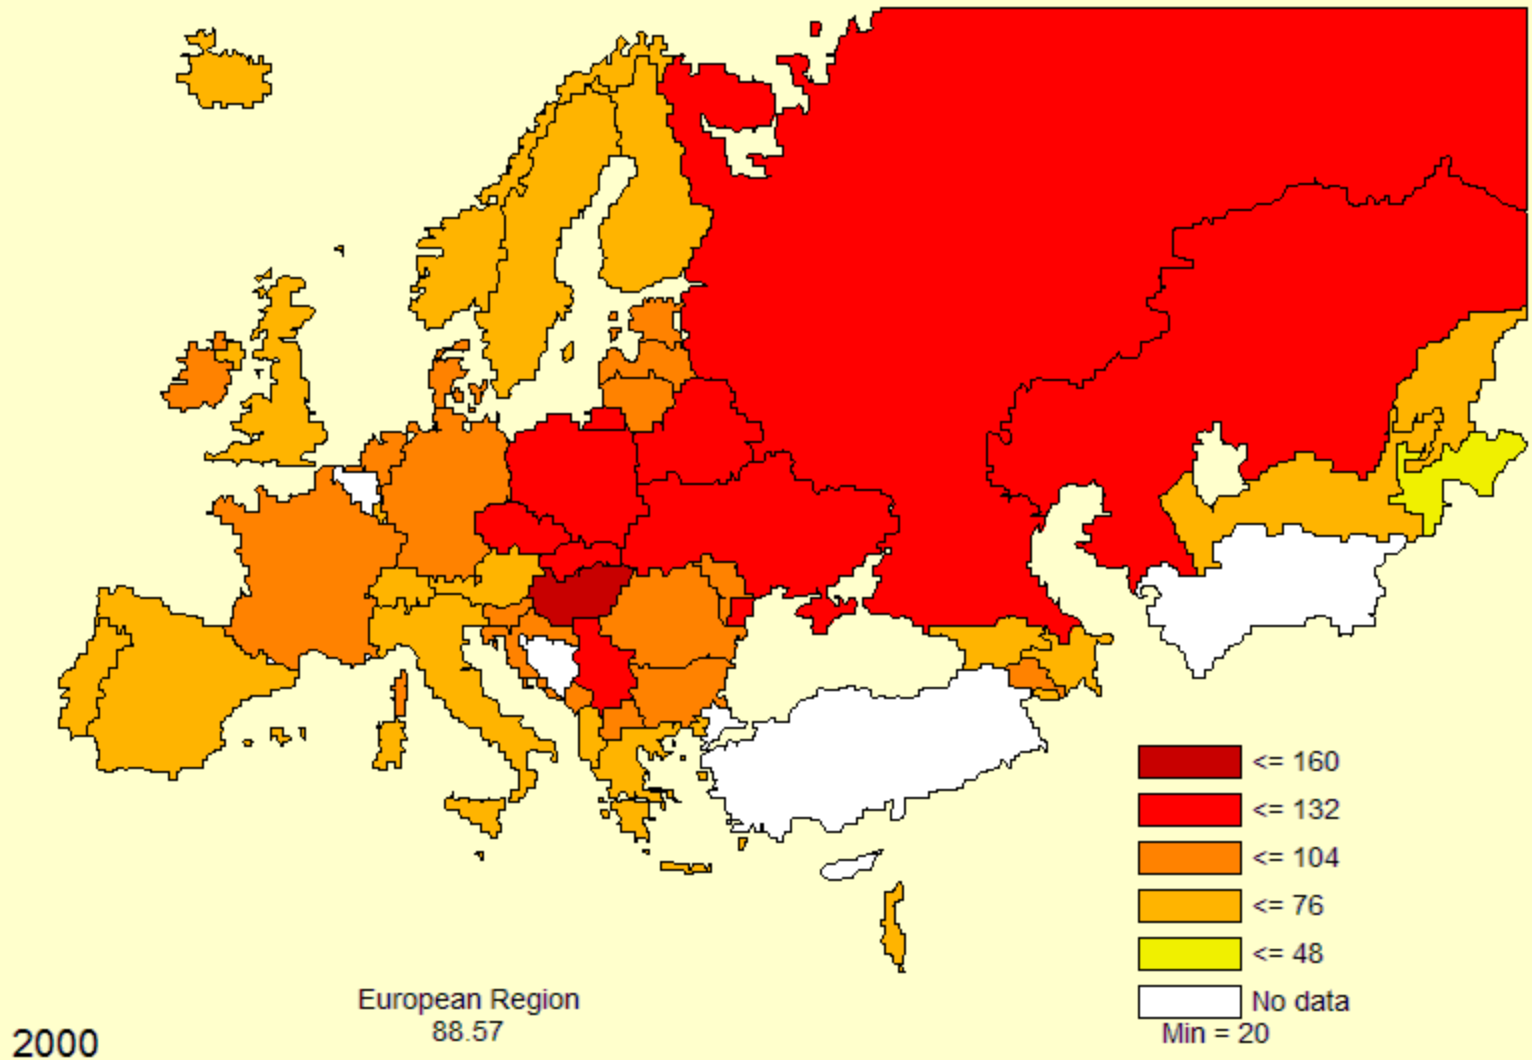 <= 160
<= 132
<= 104
<= 76
<= 48
No data
Min = 20
European Region
88.57
2000